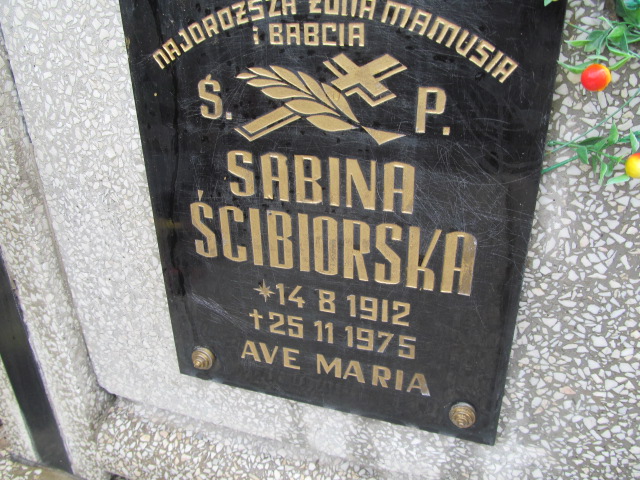 NAJDROŻSZA ŻONA MAMUSIA
I BABCIA
Ś. P.
SABINA
ŚCIBIORSKA
*14 8 1912
†25 11 1975
AVE MARIA